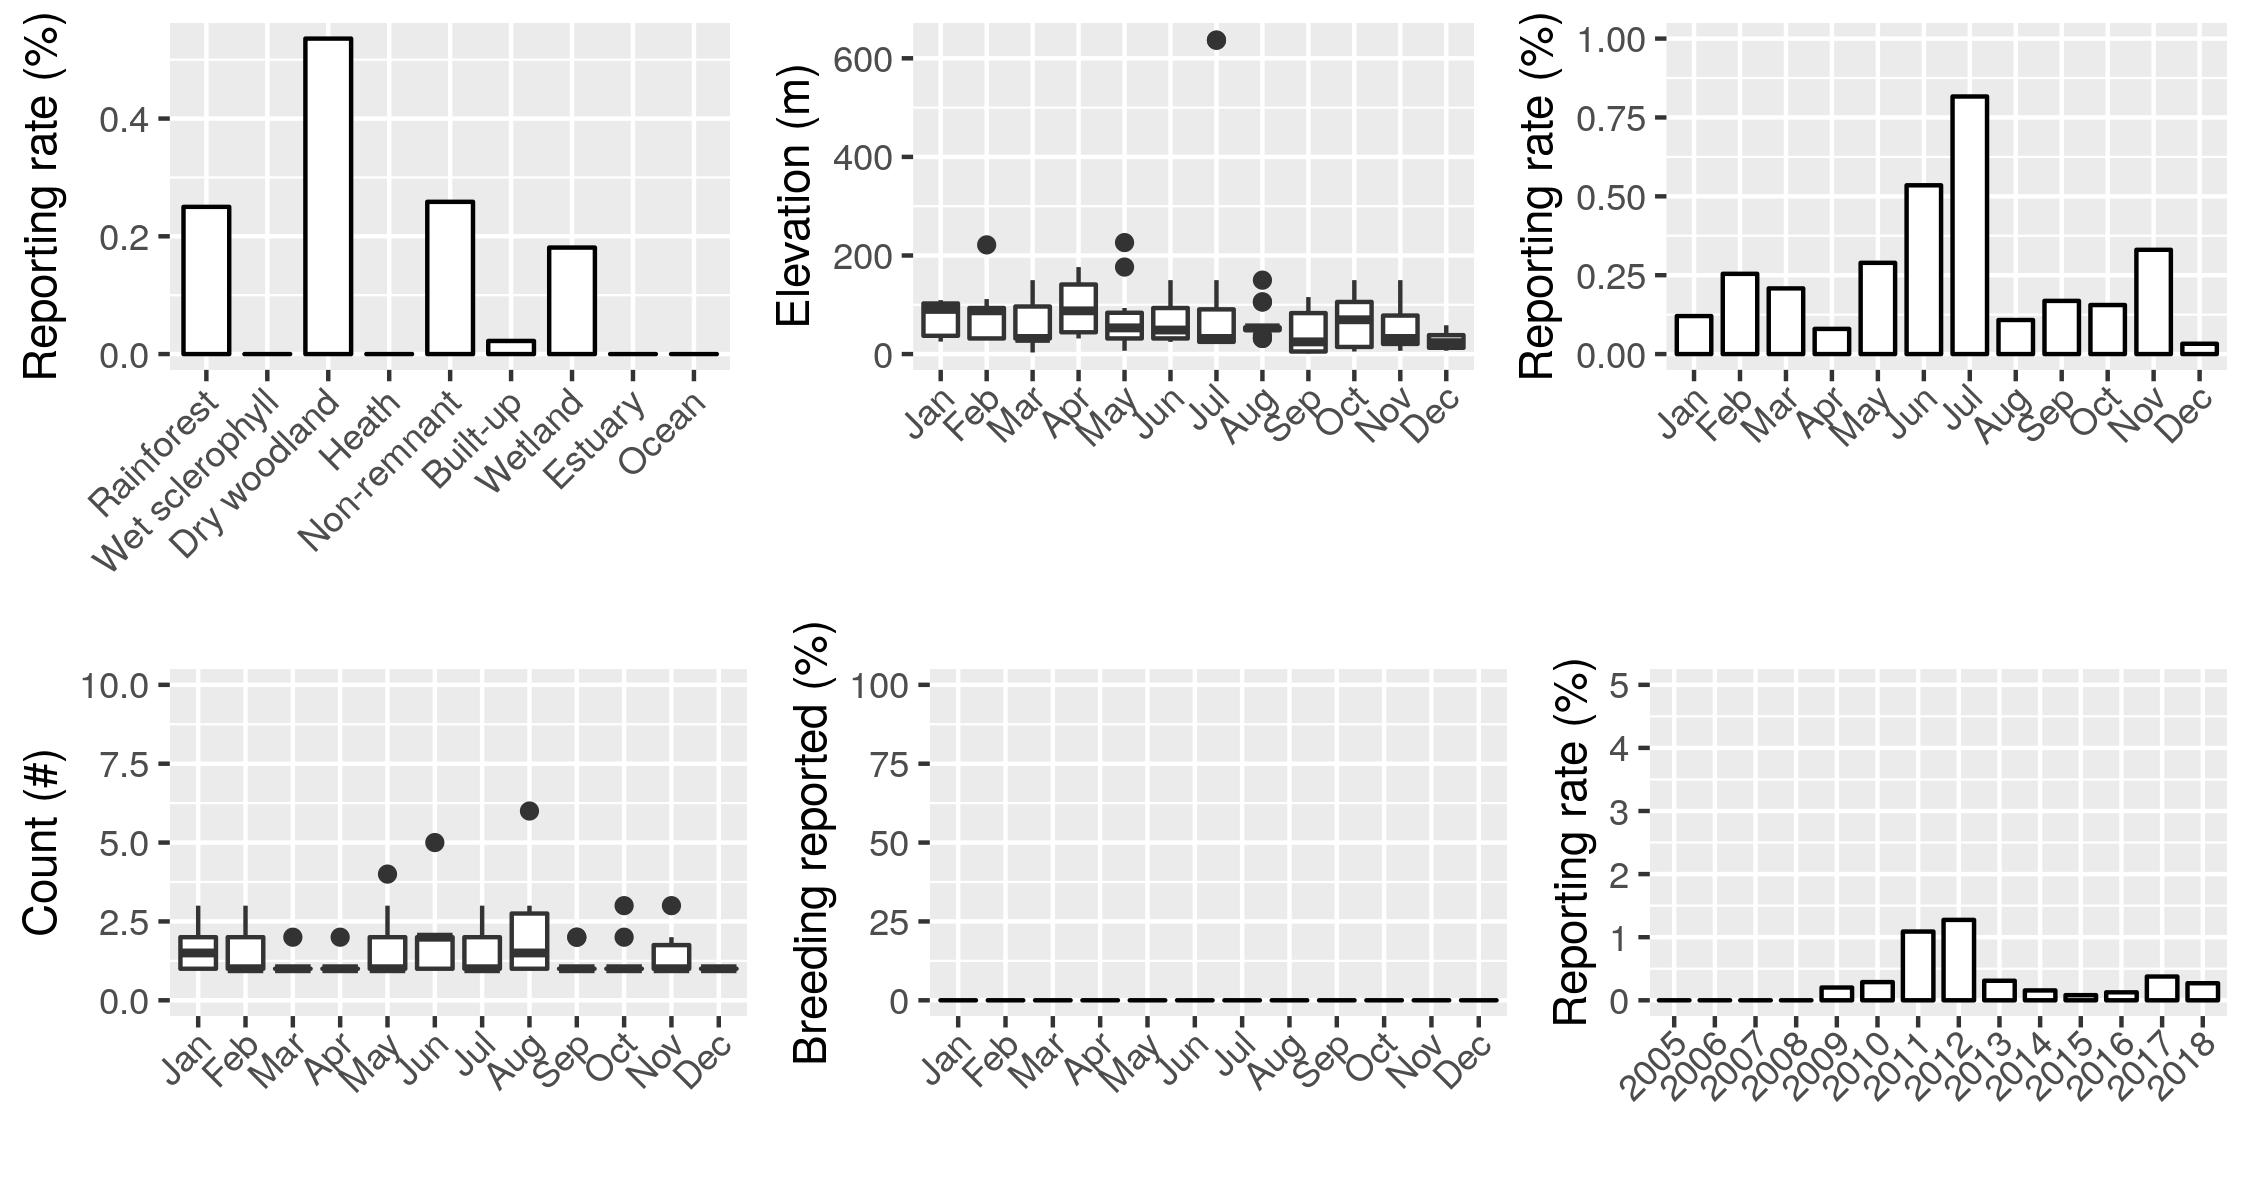 Reporting rate (%)
0.4
0.2
0.0
Rainforest
Wet sclerophyll
Dry woodland
Heath
Non-remnant
Built-up
Wetland
Estuary
Ocean
Elevation (m)
600
400
200
0
Jan
Feb
Mar
Apr
May
Jun
Jul
Aug
Sep
Oct
Nov
Dec
Reporting rate (%)
1.00
0.75
0.50
0.25
0.00
Jan
Feb
Mar
Apr
May
Jun
Jul
Aug
Sep
Oct
Nov
Dec
Count (#)
10.0
7.5
5.0
2.5
0.0
Jan
Feb
Mar
Apr
May
Jun
Jul
Aug
Sep
Oct
Nov
Dec
Breeding reported (%)
100
75
50
25
0
Jan
Feb
Mar
Apr
May
Jun
Jul
Aug
Sep
Oct
Nov
Dec
Reporting rate (%)
5
4
3
2
1
0
2005
2006
2007
2008
2009
2010
2011
2012
2013
2014
2015
2016
2017
2018